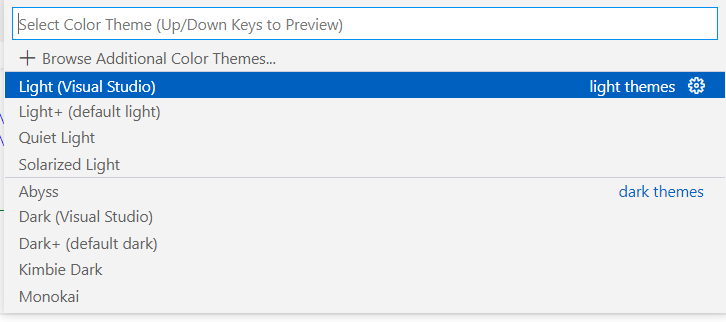 Select Color Theme (Up/Down Keys to Preview)
Browse Additional Color Themes...
Light (Visual Studio) light themes
Light+ (default light)
Quiet Light
Solarized Light
Abyss dark themes
Dark (Visual Studio)
Dark+ (default dark)
Kimbie Dark
Monokai